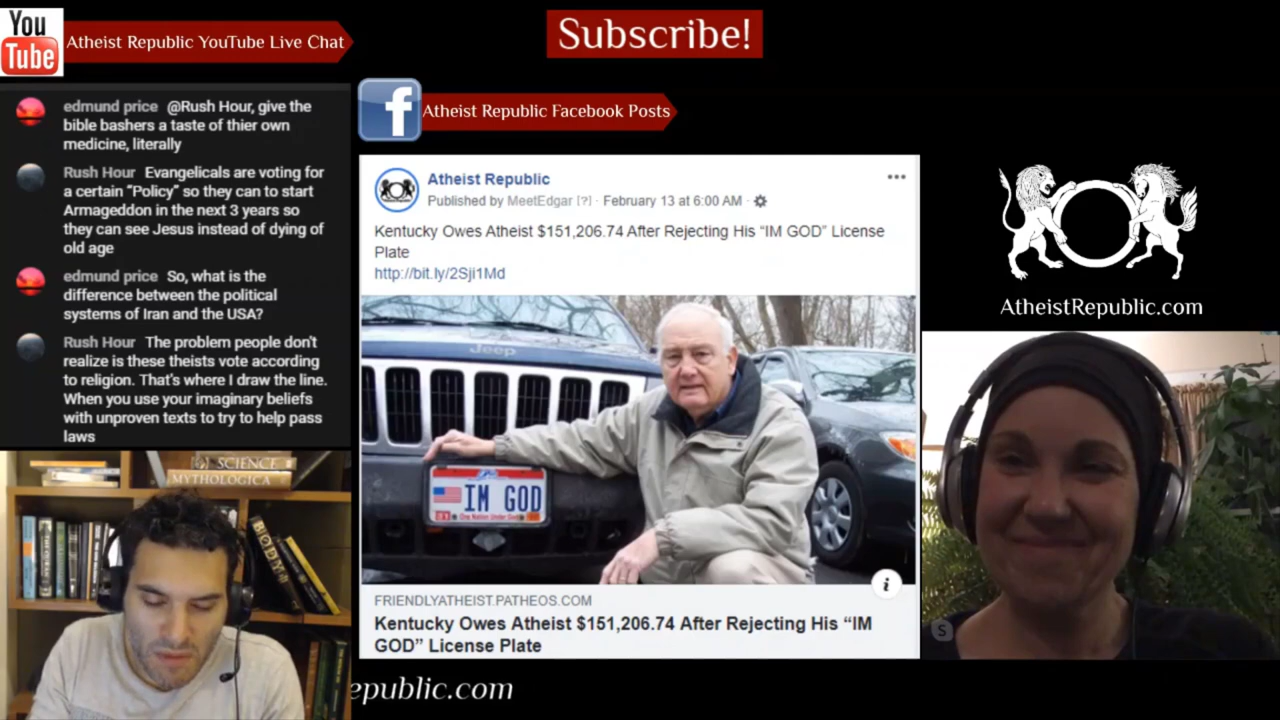 You
Tube
Atheist Republic YouTube Live Chat
Subscribe!
edmund price @Rush Hour, give the
bible bashers a taste of thier own
medicine, literally
Rush Hour Evangelicals are voting for
a certain “Policy” so they can to start
Armageddon in the next 3 years so
they can see Jesus instead of dying of
old age
edmund price So, what is the
difference between the political
systems of Iran and the USA?
Rush Hour The problem people don't
realize is these theists vote according
to religion. That's where I draw the line.
When you use your imaginary beliefs
with unproven texts to try to help pass
laws
f
Atheist Republic Facebook Posts
Atheist Republic
Published by MeetEdgar [?] · February 13 at 6:00 AM ·
Kentucky Owes Atheist $151,206.74 After Rejecting His “IM GOD” License
Plate
http://bit.ly/2Sji1Md
Jeep
IM GOD
One Nation Under God
i
FRIENDLYATHEIST.PATHEOS.COM
Kentucky Owes Atheist $151,206.74 After Rejecting His “IM
GOD” License Plate
AtheistRepublic.com
S
SCIENCE
MYTHOLOGICA
BODY
epublic.com